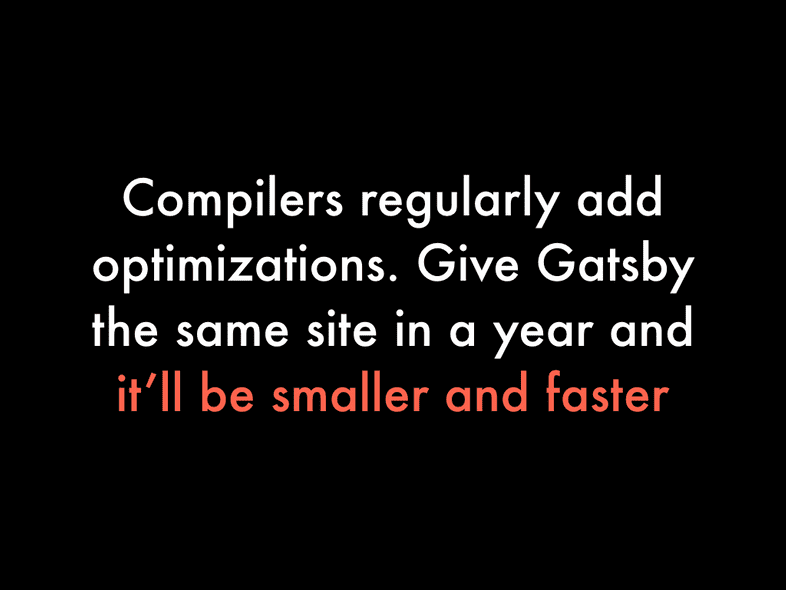 Compilers regularly add
optimizations. Give Gatsby
the same site in a year and
it’ll be smaller and faster